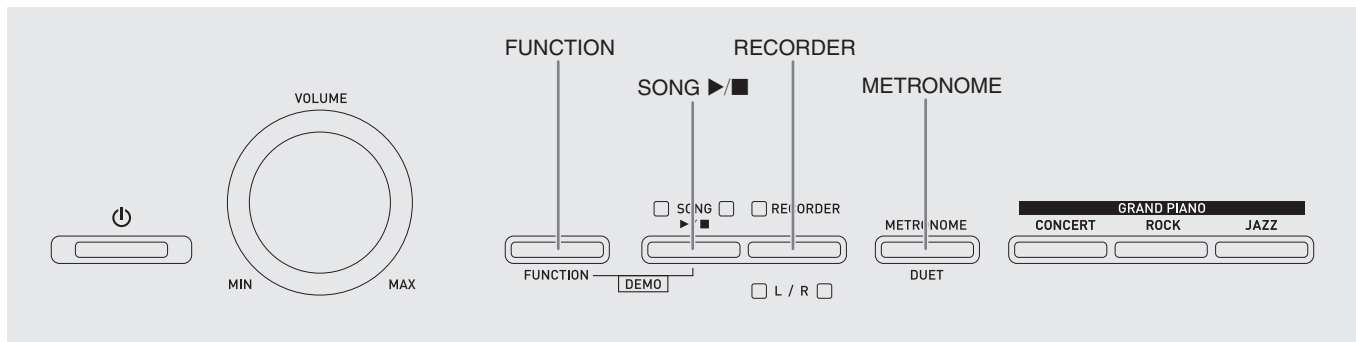 FUNCTION
RECORDER
SONG ▶/■
METRONOME
VOLUME
MIN
MAX
SONG
▶/■
RECORDER
FUNCTION
DEMO
L / R
METRONOME
DUET
GRAND PIANO
CONCERT
ROCK
JAZZ